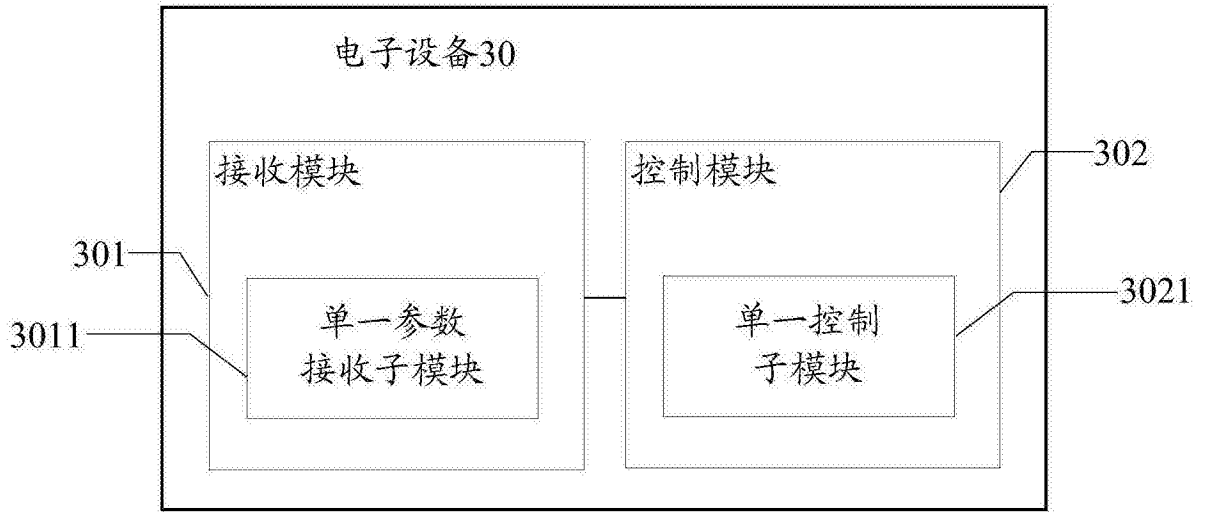 电子设备30
接收模块
控制模块
302
301
单一参数
接收子模块
单一控制
子模块
3021
3011